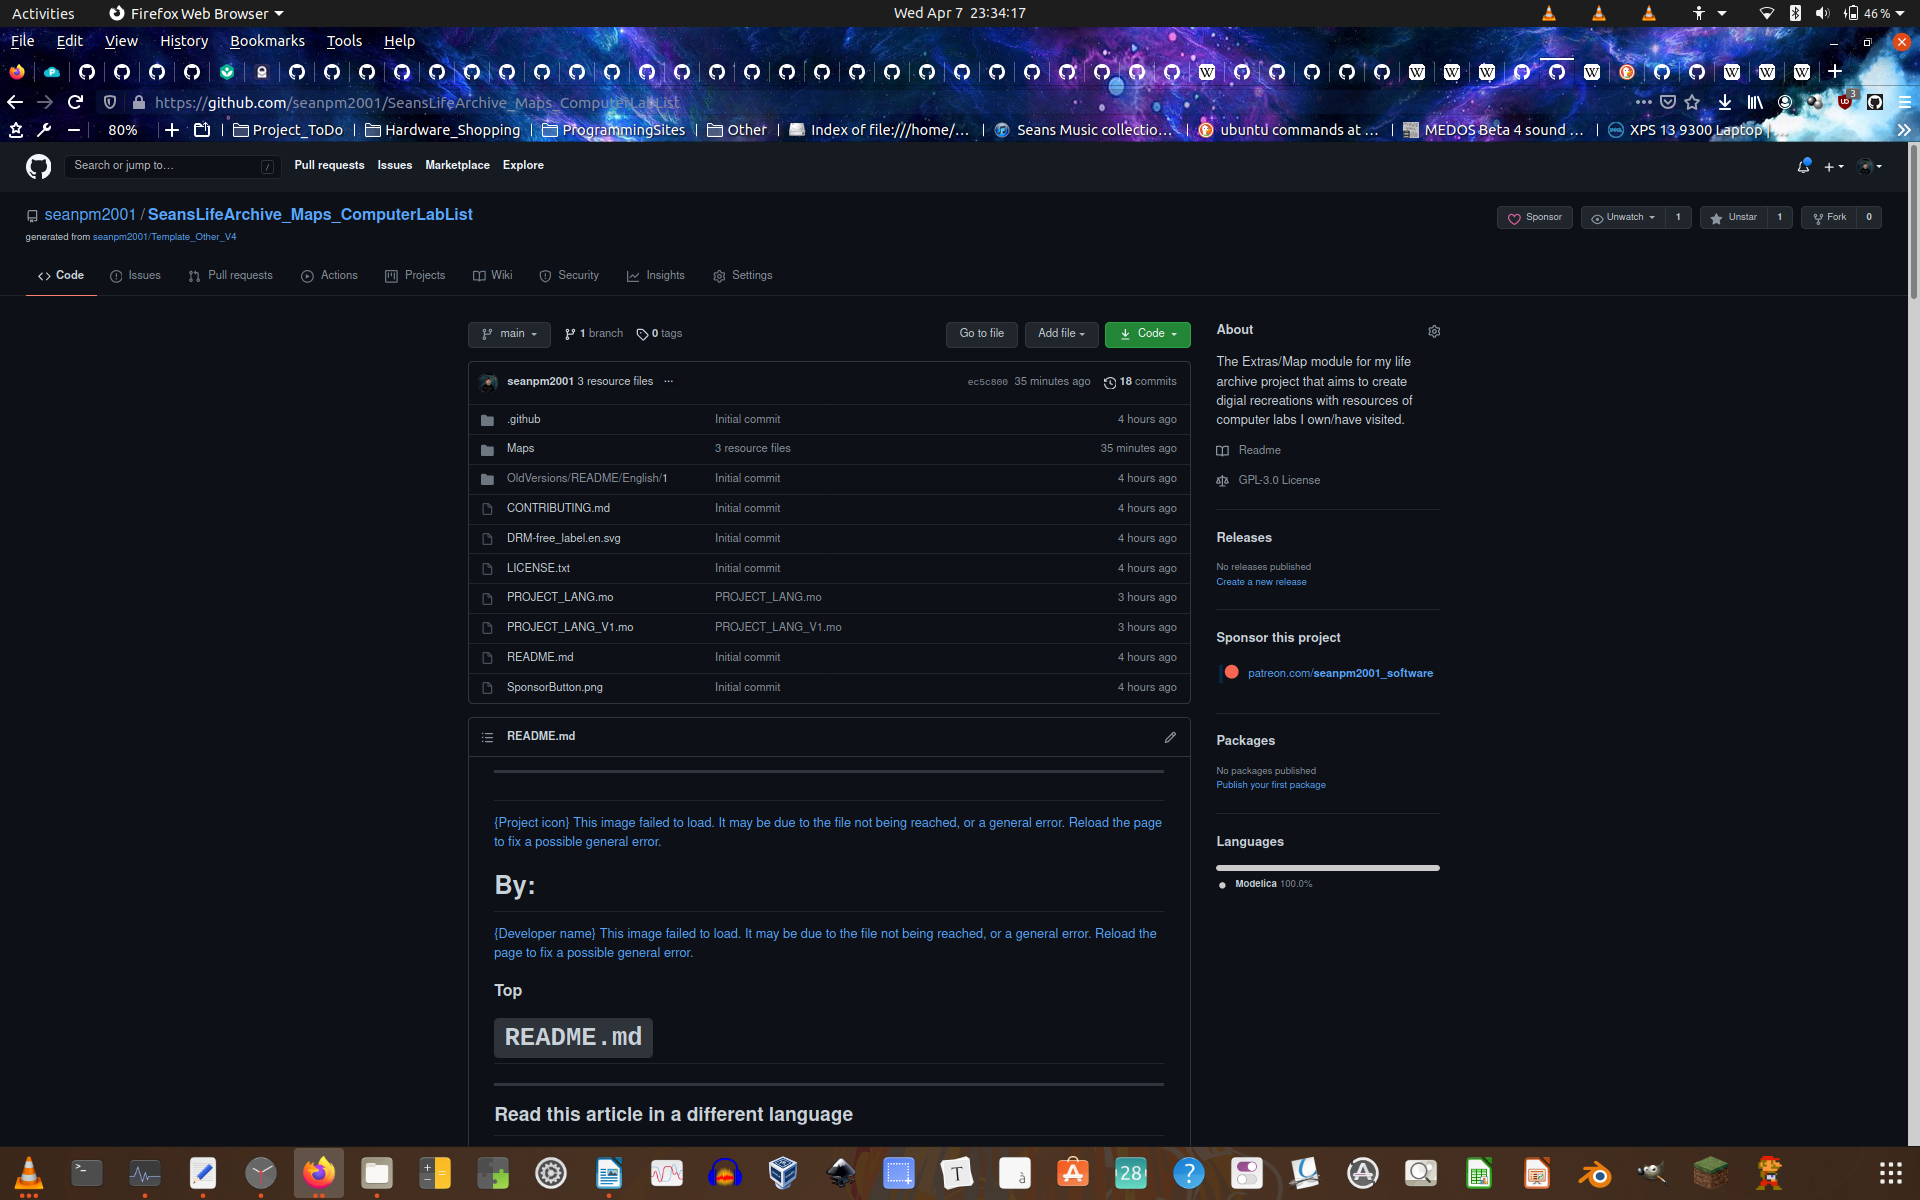 Activities Firefox Web Browser Wed Apr 7 23:34:17 46 %
File Edit View History Bookmarks Tools Help
https://github.com/seanpm2001/SeansLifeArchive_Maps_ComputerLabList 3
80% Project_ToDo Hardware_Shopping ProgrammingSites Other Index of file:///home/… Seans Music collectio… ubuntu commands at … MEDOS Beta 4 sound … XPS 13 9300 Laptop | …
Search or jump to… / Pull requests Issues Marketplace Explore
seanpm2001 / SeansLifeArchive_Maps_ComputerLabList Sponsor Unwatch 1 Unstar 1 Fork 0
generated from seanpm2001/Template_Other_V4
Code Issues Pull requests Actions Projects Wiki Security Insights Settings
main 1 branch 0 tags Go to file Add file Code
seanpm2001 3 resource files ··· ec5c800 35 minutes ago 18 commits
.github Initial commit 4 hours ago
Maps 3 resource files 35 minutes ago
OldVersions/README/English/1 Initial commit 4 hours ago
CONTRIBUTING.md Initial commit 4 hours ago
DRM-free_label.en.svg Initial commit 4 hours ago
LICENSE.txt Initial commit 4 hours ago
PROJECT_LANG.mo PROJECT_LANG.mo 3 hours ago
PROJECT_LANG_V1.mo PROJECT_LANG_V1.mo 3 hours ago
README.md Initial commit 4 hours ago
SponsorButton.png Initial commit 4 hours ago
README.md
{Project icon} This image failed to load. It may be due to the file not being reached, or a general error. Reload the page
to fix a possible general error.
By:
{Developer name} This image failed to load. It may be due to the file not being reached, or a general error. Reload the
page to fix a possible general error.
Top
README.md
Read this article in a different language
About
The Extras/Map module for my life
archive project that aims to create
digial recreations with resources of
computer labs I own/have visited.
Readme
GPL-3.0 License
Releases
No releases published
Create a new release
Sponsor this project
patreon.com/seanpm2001_software
Packages
No packages published
Publish your first package
Languages
Modelica 100.0%